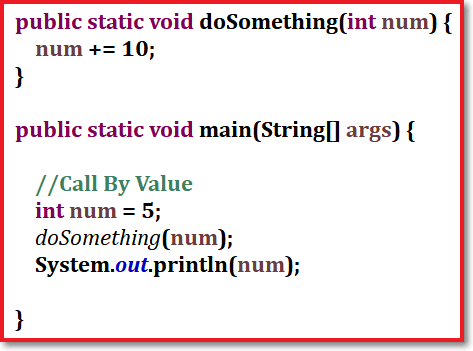 public static void doSomething(int num) {
num += 10;
}
public static void main(String[] args) {
//Call By Value
int num = 5;
doSomething(num);
System.out.println(num);
}